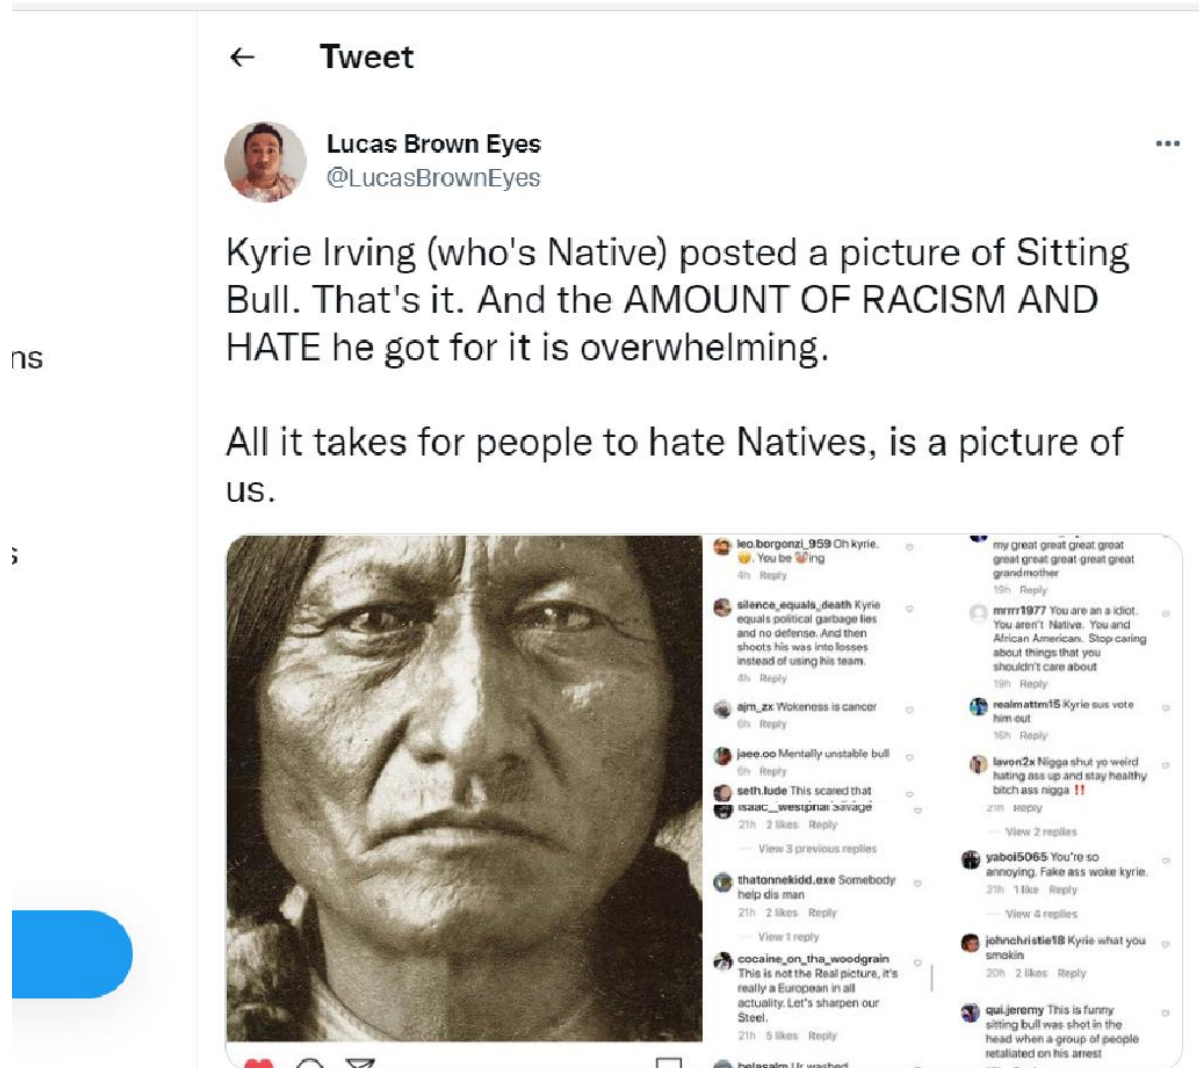 Tweet
Lucas Brown Eyes
@LucasBrownEyes
Kyrie Irving (who's Native) posted a picture of Sitting
Bull. That's it. And the AMOUNT OF RACISM AND
HATE he got for it is overwhelming.
All it takes for people to hate Natives, is a picture of
us.
ns
s
leo.borgonzi_959 Oh kyrie.
. You be 🤡ing
4h Reply
silence_equals_death Kyrie
equals political garbage lies
and no defense. And then
shoots his was into losses
instead of using his team.
4h Reply
ajm_zx Wokeness is cancer
6h Reply
jaee.oo Mentally unstable bull
6h Reply
seth.lude This scared that
isaac__westphal Savage
21h 2 likes Reply
View 3 previous replies
thatonnekidd.exe Somebody
help dis man
21h 2 likes Reply
View 1 reply
cocaine_on_tha_woodgrain
This is not the Real picture, it's
really a European in all
actuality. Let's sharpen our
Steel.
21h 5 likes Reply
belasalm Ur washed
my great great great great
great great great great great
grandmother
19h Reply
mrrrr1977 You are an a idiot.
You aren't Native. You and
African American. Stop caring
about things that you
shouldn't care about
19h Reply
realmattm15 Kyrie sus vote
him out
16h Reply
lavon2x Nigga shut yo weird
hating ass up and stay healthy
bitch ass nigga ‼️
21h Reply
View 2 replies
yaboi5065 You're so
annoying. Fake ass woke kyrie.
21h 1 like Reply
View 4 replies
johnchristie18 Kyrie what you
smokin
20h 2 likes Reply
qui.jeremy This is funny
sitting bull was shot in the
head when a group of people
retaliated on his arrest